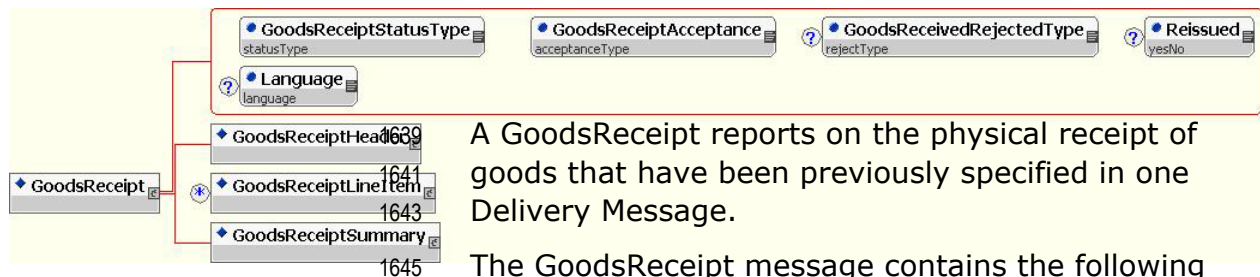 GoodsReceiptStatusType GoodsReceiptAcceptance ? GoodsReceivedRejectedType ? Reissued
statusType acceptanceType rejectType yesNo
? Language
language
GoodsReceiptHeader 1639 A GoodsReceipt reports on the physical receipt of
1641 goods that have been previously specified in one
GoodsReceipt * GoodsReceiptLineItem
1643 Delivery Message.
GoodsReceiptSummary
1645 The GoodsReceipt message contains the following